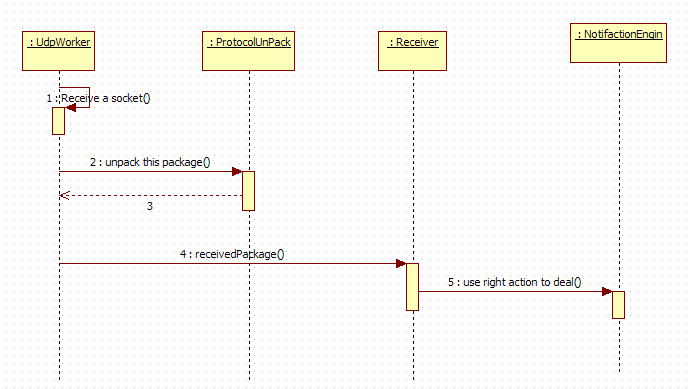 : UdpWorker
: ProtocolUnPack
: Receiver
: NotifactionEngin
1 : Receive a socket()
2 : unpack this package()
3
4 : receivedPackage()
5 : use right action to deal()